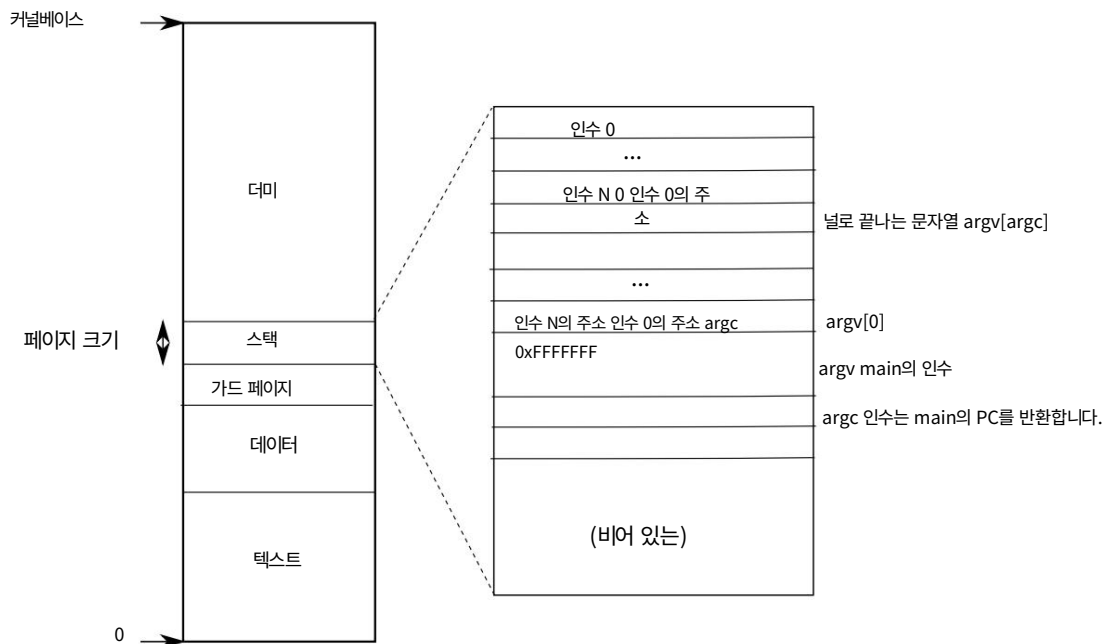 커널베이스
더미
페이지 크기
스택
가드 페이지
데이터
텍스트
0
인수 0
...
인수 N 0 인수 0의 주
소
...
인수 N의 주소 인수 0의 주소 argc
0xFFFFFFF
(비어 있는)
널로 끝나는 문자열 argv[argc]
argv[0]
argv main의 인수
argc 인수는 main의 PC를 반환합니다.